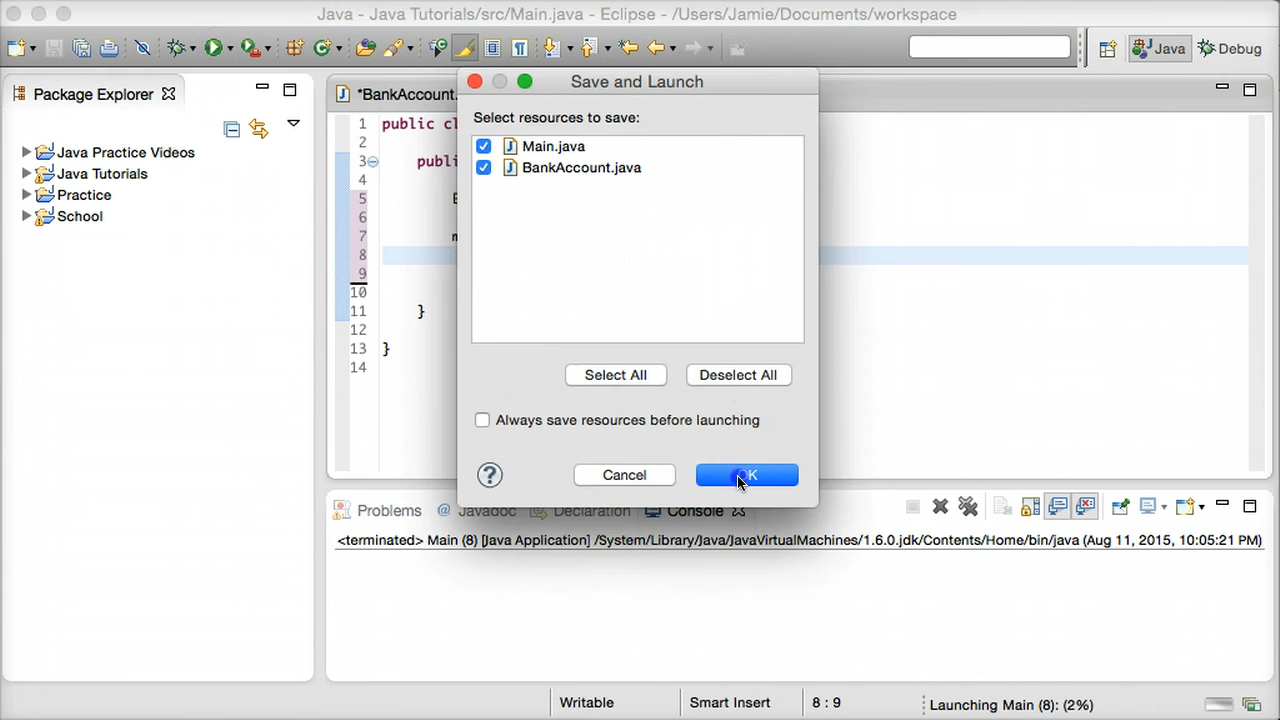 Java - Java Tutorials/src/Main.java - Eclipse - /Users/Jamie/Documents/workspace
Java
Debug
Package Explorer
Java Practice Videos
Java Tutorials
Practice
School
*BankAccount.
1 public cl
2
3 publ
4
5
6
7
8
9
10
11 }
12
13 }
14
Save and Launch
Select resources to save:
Main.java
BankAccount.java
Select All
Deselect All
Always save resources before launching
?
Cancel
OK
Problems
@ Javadoc
Declaration
Console
<terminated> Main (8) [Java Application] /System/Library/Java/JavaVirtualMachines/1.6.0.jdk/Contents/Home/bin/java (Aug 11, 2015, 10:05:21 PM)
Writable
Smart Insert
8 : 9
Launching Main (8): (2%)